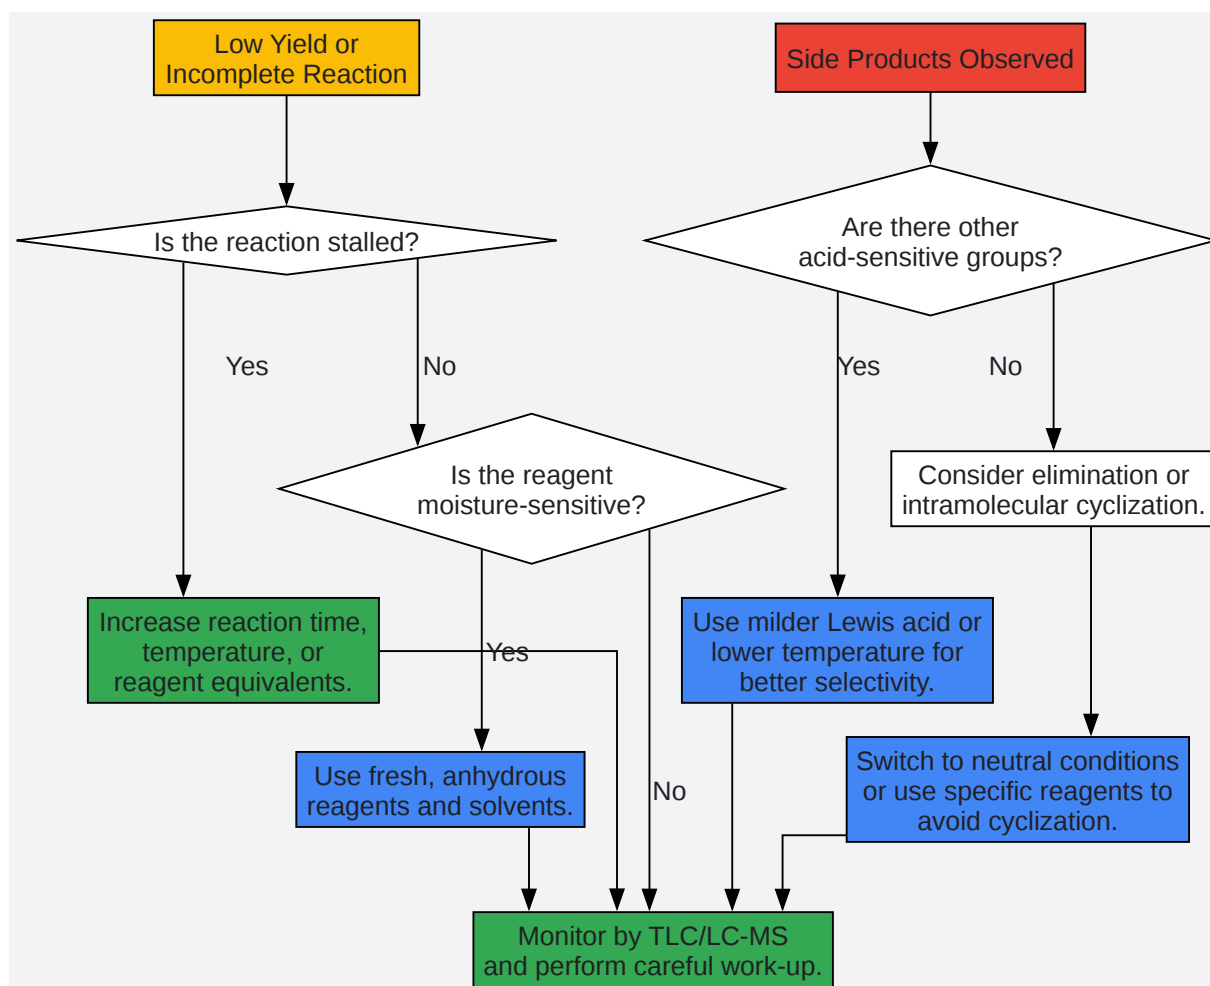 Low Yield or
Incomplete Reaction
Side Products Observed
Is the reaction stalled?
Are there other
acid-sensitive groups?
Yes
No
Yes
No
Is the reagent
moisture-sensitive?
Consider elimination or
intramolecular cyclization.
Increase reaction time,
temperature, or
reagent equivalents.
Yes
Use milder Lewis acid or
lower temperature for
better selectivity.
Use fresh, anhydrous
reagents and solvents.
No
Switch to neutral conditions
or use specific reagents to
avoid cyclization.
Monitor by TLC/LC-MS
and perform careful work-up.